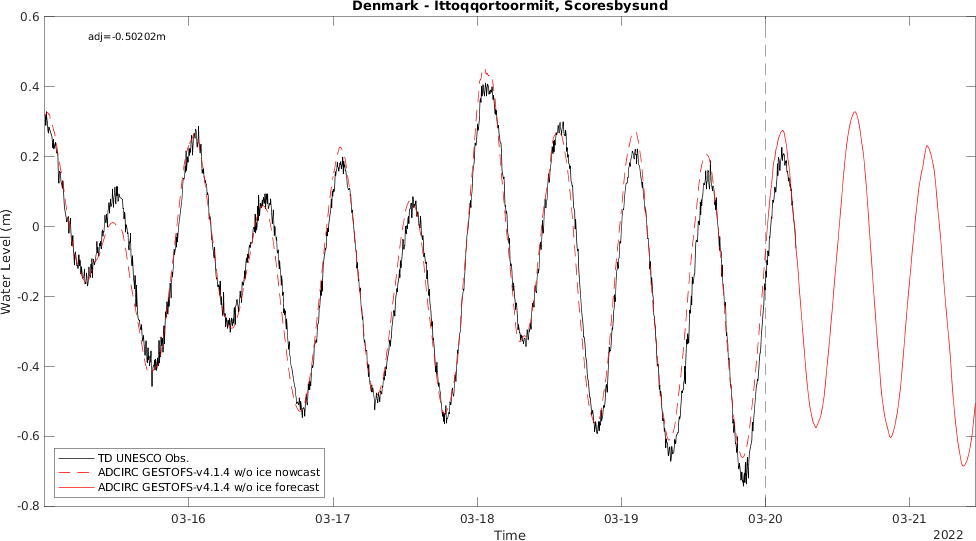 Denmark - Ittoqqortoormiit, Scoresbysund
adj=-0.50202m
0.6
0.4
0.2
0
-0.2
-0.4
-0.6
-0.8
Water Level (m)
TD UNESCO Obs.
ADCIRC GESTOFS-v4.1.4 w/o ice nowcast
ADCIRC GESTOFS-v4.1.4 w/o ice forecast
03-16 03-17 03-18 03-19 03-20 03-21
Time
2022